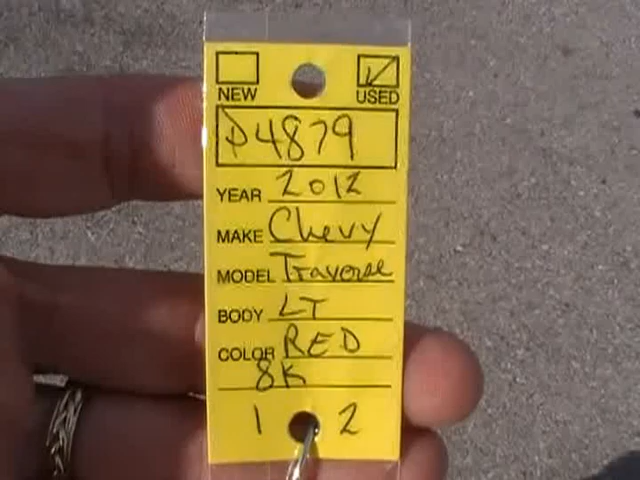 NEW USED
P4879
YEAR 2012
MAKE Chevy
MODEL Traverse
BODY LT
COLOR RED
8K
1 2